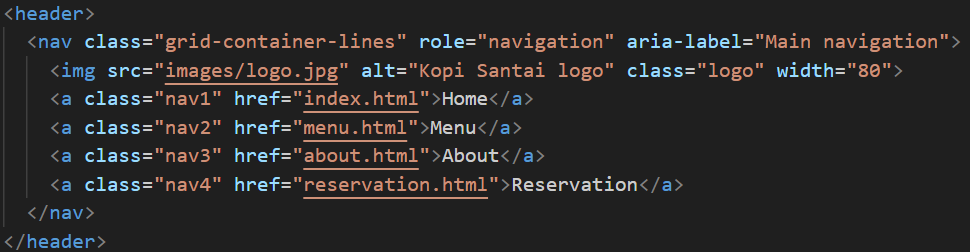 <header>
<nav class="grid-container-lines" role="navigation" aria-label="Main navigation">
<img src="images/logo.jpg" alt="Kopi Santai logo" class="logo" width="80">
<a class="nav1" href="index.html">Home</a>
<a class="nav2" href="menu.html">Menu</a>
<a class="nav3" href="about.html">About</a>
<a class="nav4" href="reservation.html">Reservation</a>
</nav>
</header>